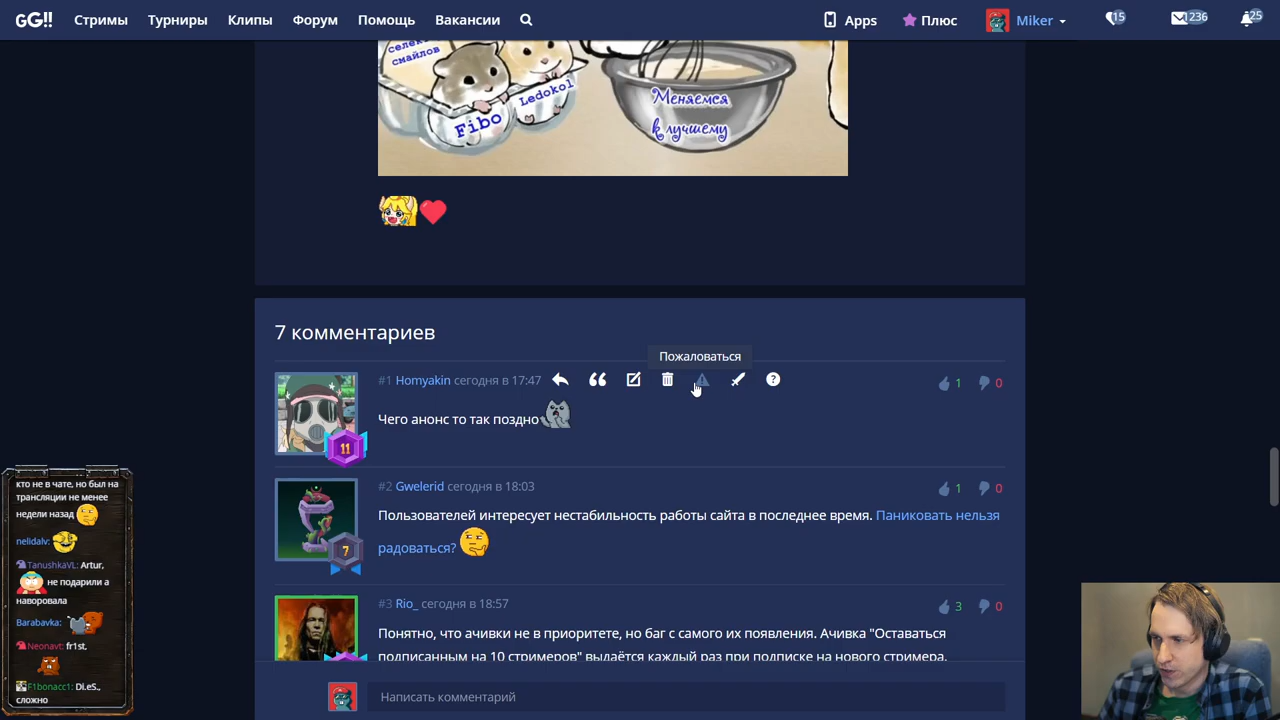 GG!! Стримы Турниры Клипы Форум Помощь Вакансии Apps Плюс Miker 15 236 25
селек
смайлов
Fibo
Ledokol
Меняемся
к лучшему
7 комментариев
Пожаловаться
#1 Homyakin сегодня в 17:47
1 0
Чего анонс то так поздно
11
#2 Gwelerid сегодня в 18:03
1 0
Пользователей интересует нестабильность работы сайта в последнее время. Паниковать нельзя
радоваться?
7
#3 Rio_ сегодня в 18:57
3 0
Понятно, что ачивки не в приоритете, но баг с самого их появления. Ачивка "Оставаться
подписанным на 10 стримеров" выдаётся каждый раз при подписке на нового стримера.
Написать комментарий
кто не в чате, но был на
трансляции не менее
недели назад
nelidalv:
TanushkaVL: Artur,
не подарили а
наворовала
Barabavka:
Neonavt: fr1st,
F1bonacc1: Di.eS.,
сложно